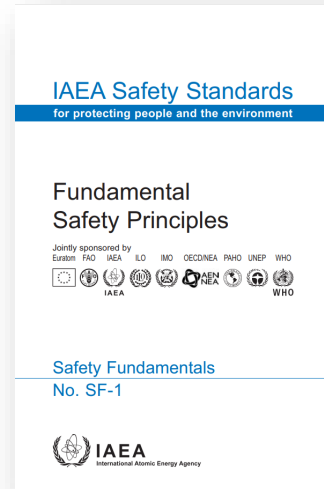 IAEA Safety Standards
for protecting people and the environment
Fundamental
Safety Principles
Jointly sponsored by
Euratom FAO IAEA ILO IMO OECD/NEA PAHO UNEP WHO
AEN
NEA
IAEA
WHO
Safety Fundamentals
No. SF-1
IAEA
International Atomic Energy Agency